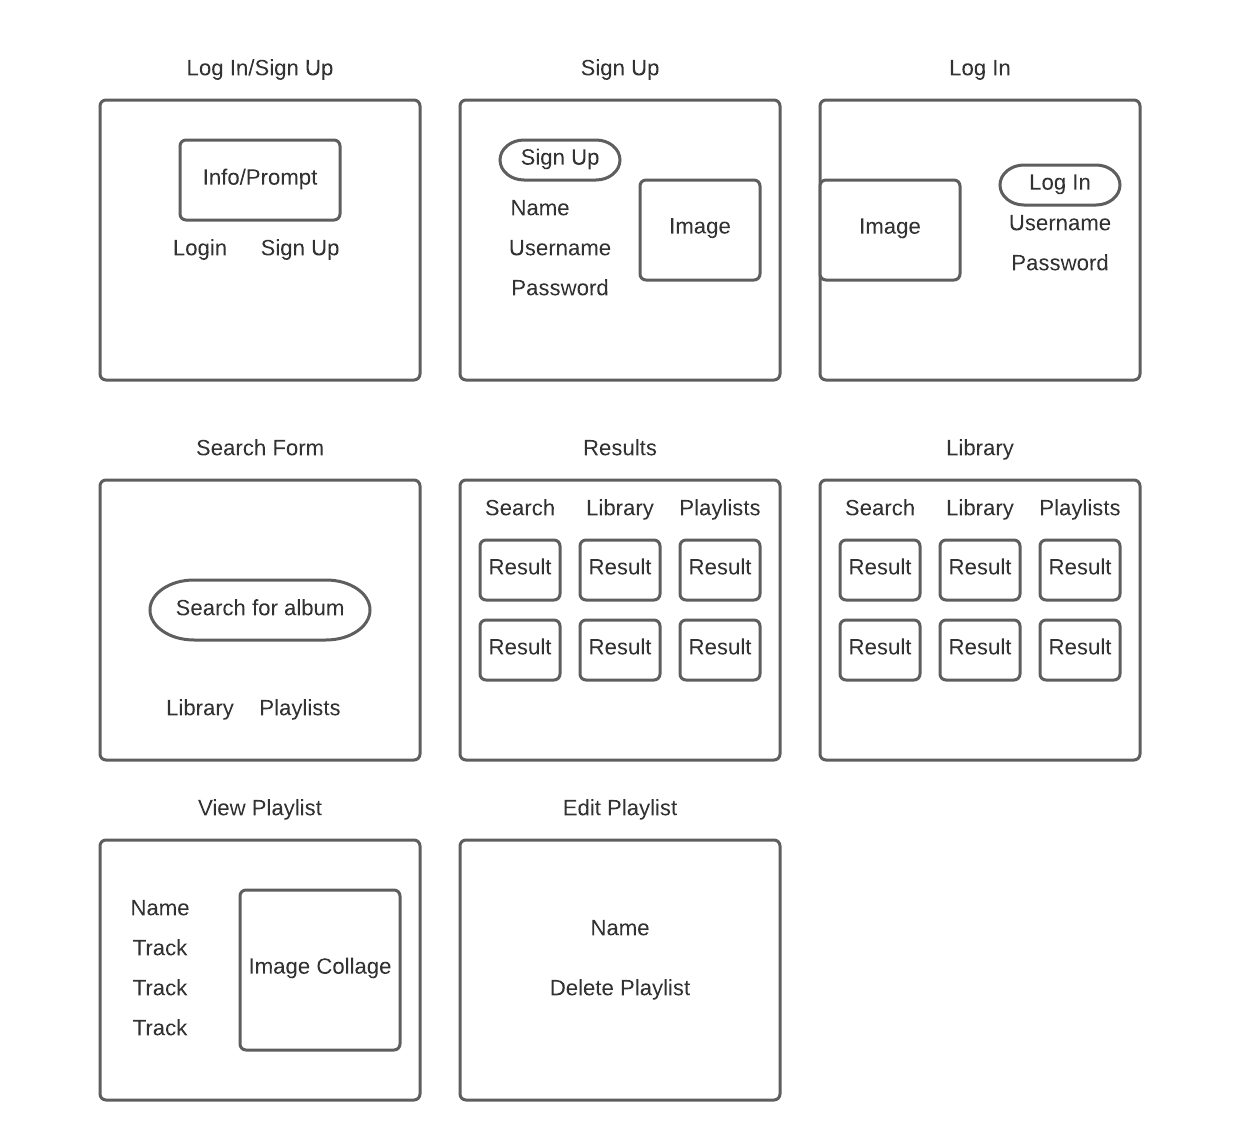 Log In/Sign Up
Info/Prompt
Login Sign Up
Sign Up
Sign Up
Name
Username
Password
Image
Log In
Image
Log In
Username
Password
Search Form
Search for album
Library Playlists
Results
Search Library Playlists
Result Result Result
Result Result Result
Library
Search Library Playlists
Result Result Result
Result Result Result
View Playlist
Name
Track
Track
Track
Image Collage
Edit Playlist
Name
Delete Playlist